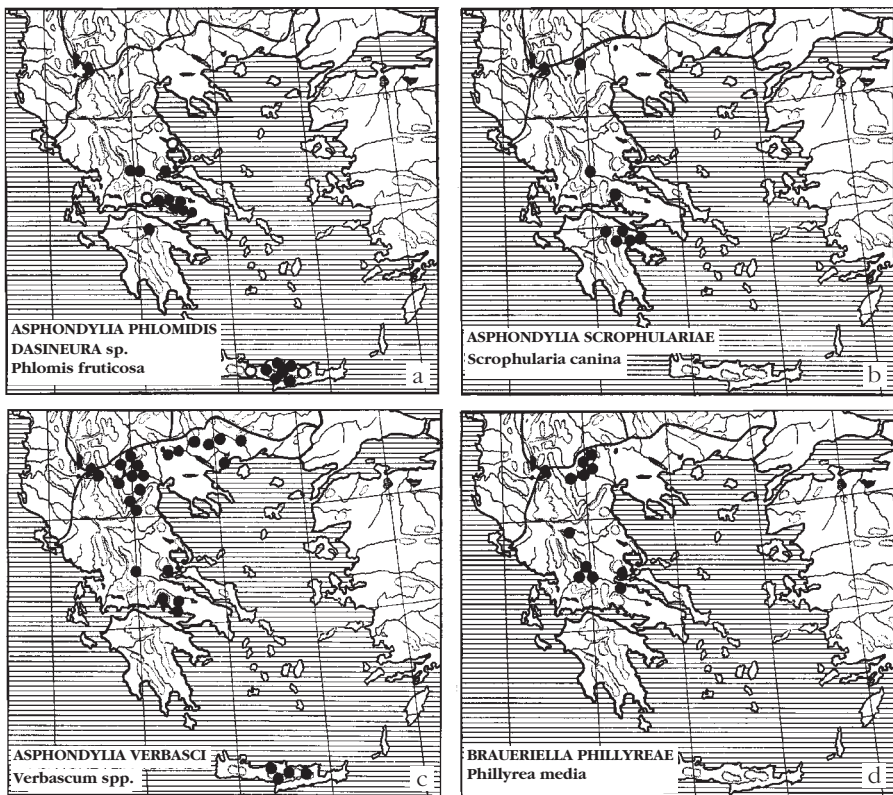 ASPHONDYLIA PHLOMIDIS
DASINEURA sp.
Phlomis fruticosa
a
ASPHONDYLIA SCROPHULARIAE
Scrophularia canina
b
ASPHONDYLIA VERBASCI
Verbascum spp.
c
BRAUERIELLA PHILLYREAE
Phillyrea media
d